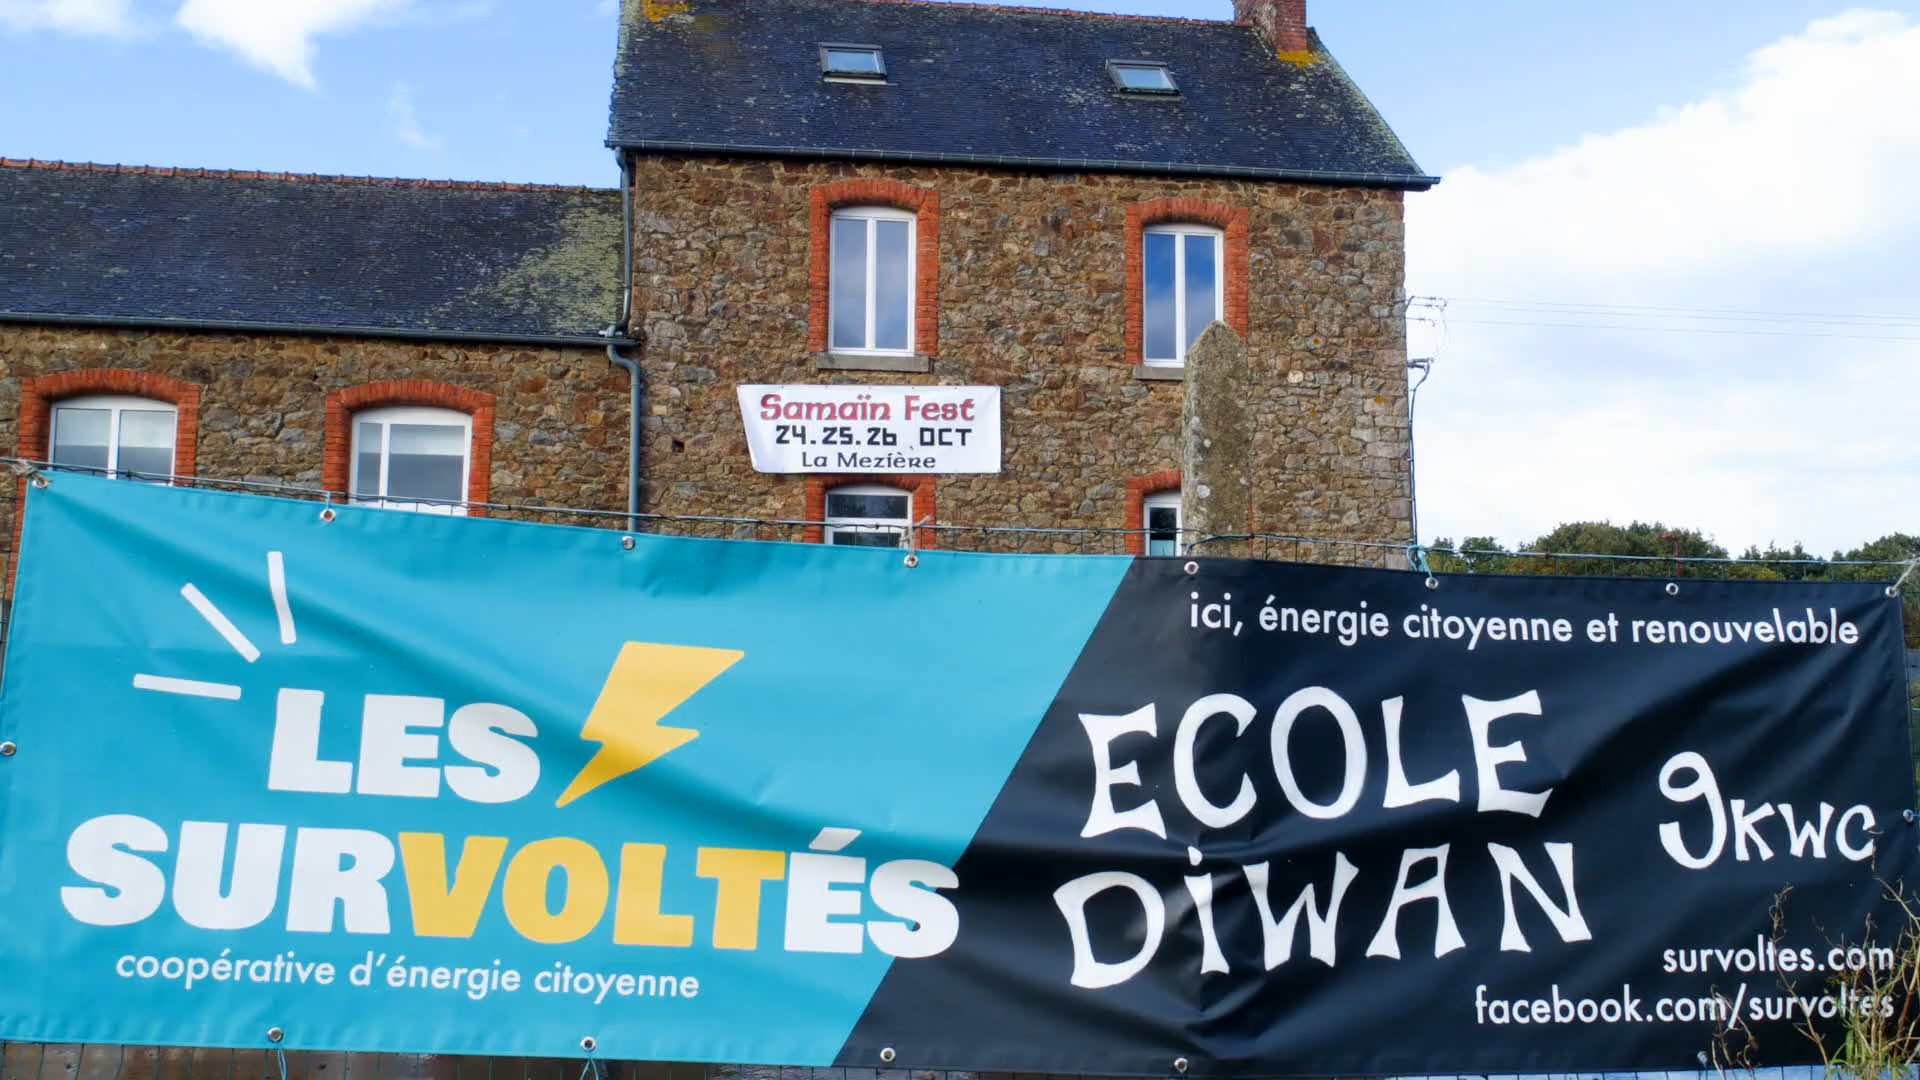 Samaïn Fest
24.25.26 OCT
La Mezière
LES
SURVOLTÉS
coopérative d'énergie citoyenne
ici, énergie citoyenne et renouvelable
ECOLE
DiWAN
9KWC
survoltes.com
facebook.com/survoltes